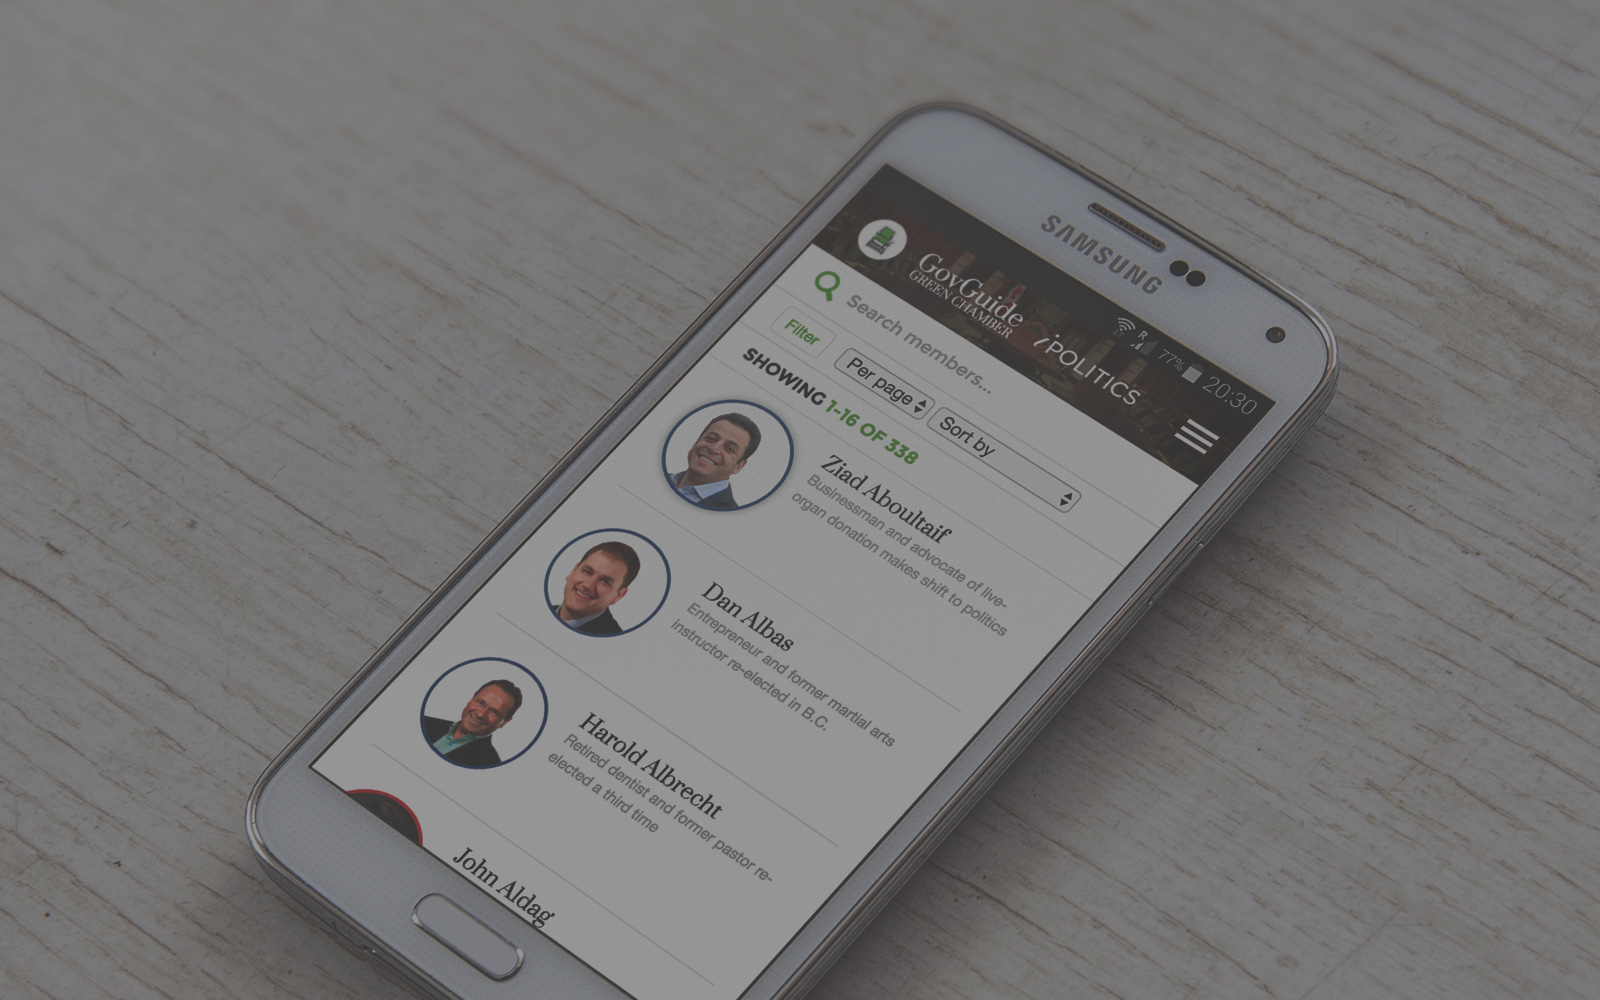 SAMSUNG
R
77%
20:30
GovGuide
GREEN CHAMBER
iPOLITICS
Search members...
Filter
Per page
Sort by
SHOWING 1-16 OF 338
Ziad Aboultaif
Businessman and advocate of live-
organ donation makes shift to politics
Dan Albas
Entrepreneur and former martial arts
instructor re-elected in B.C.
Harold Albrecht
Retired dentist and former pastor re-
elected a third time
John Aldag